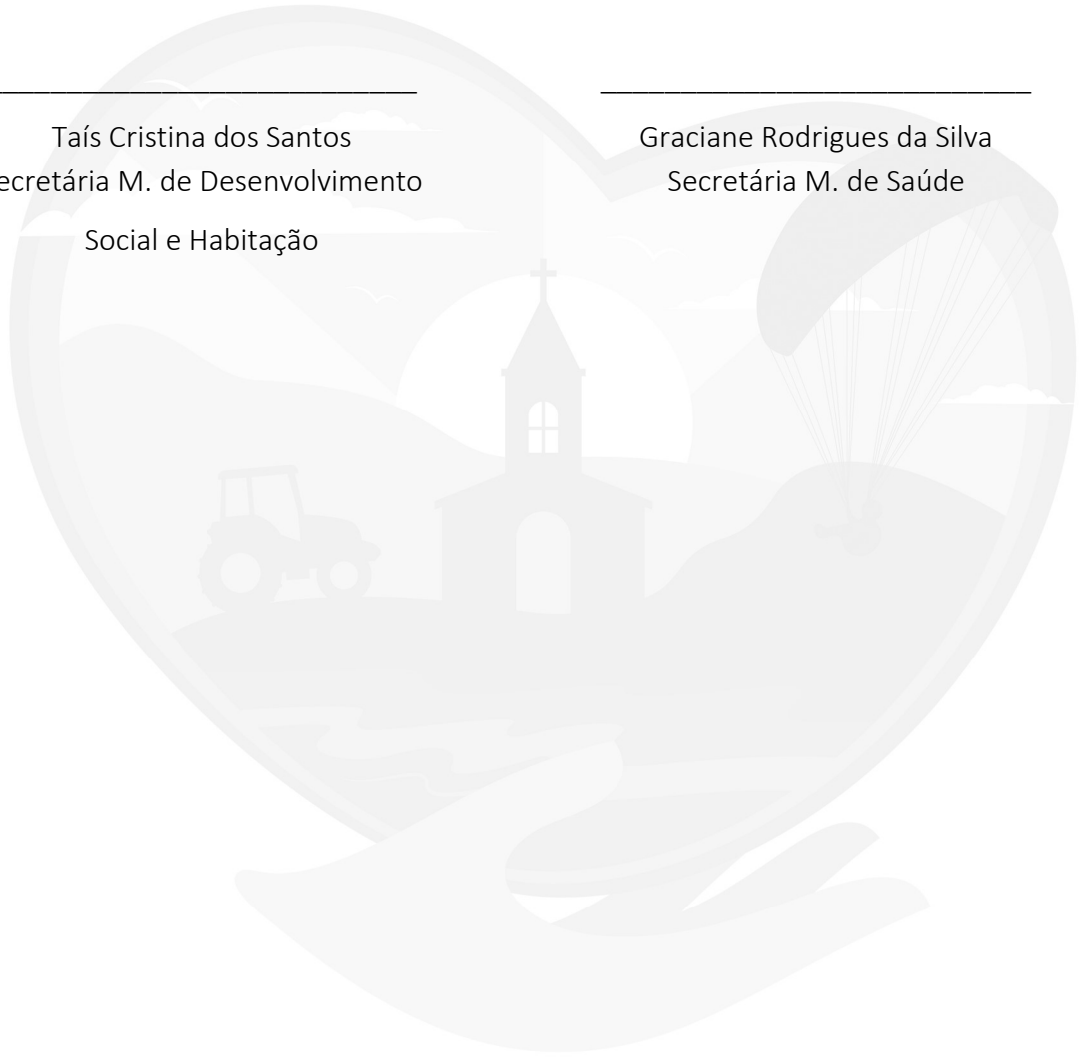 Taís Cristina dos Santos
ecretária M. de Desenvolvimento
Social e Habitação
Graciane Rodrigues da Silva
Secretária M. de Saúde